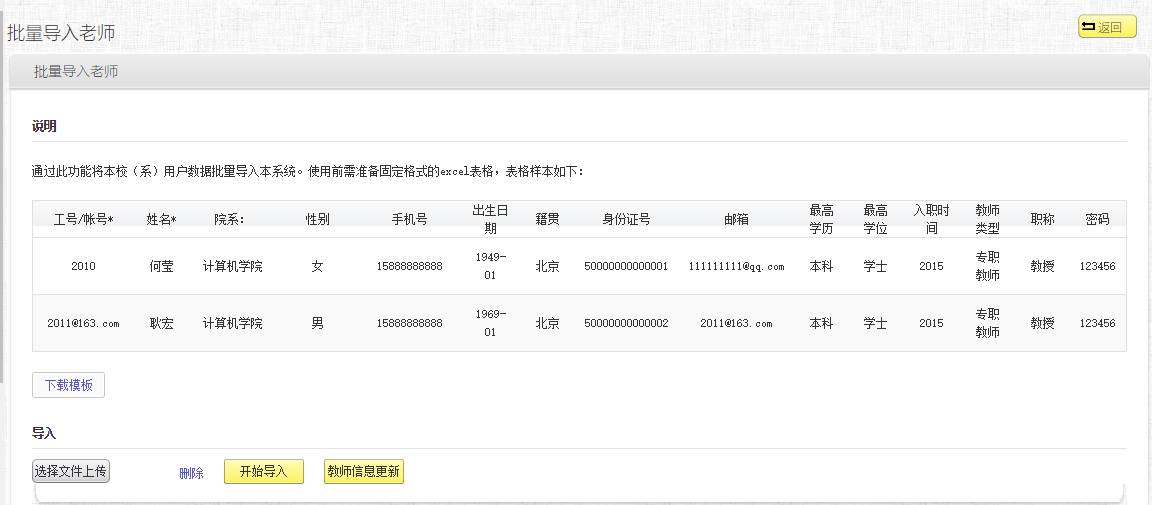 批量导入老师
返回
批量导入老师
说明
通过此功能将本校（系）用户数据批量导入本系统。使用前需准备固定格式的excel表格，表格样本如下：
工号/帐号* 姓名* 院系： 性别 手机号 出生日期 籍贯 身份证号 邮箱 最高学历 最高学位 入职时间 教师类型 职称 密码
2010 何莹 计算机学院 女 15888888888 1949-01 北京 50000000000001 111111111@qq.com 本科 学士 2015 专职教师 教授 123456
2011@163.com 耿宏 计算机学院 男 15888888888 1969-01 北京 50000000000002 2011@163.com 本科 学士 2015 专职教师 教授 123456
下载模板
导入
选择文件上传 删除 开始导入 教师信息更新